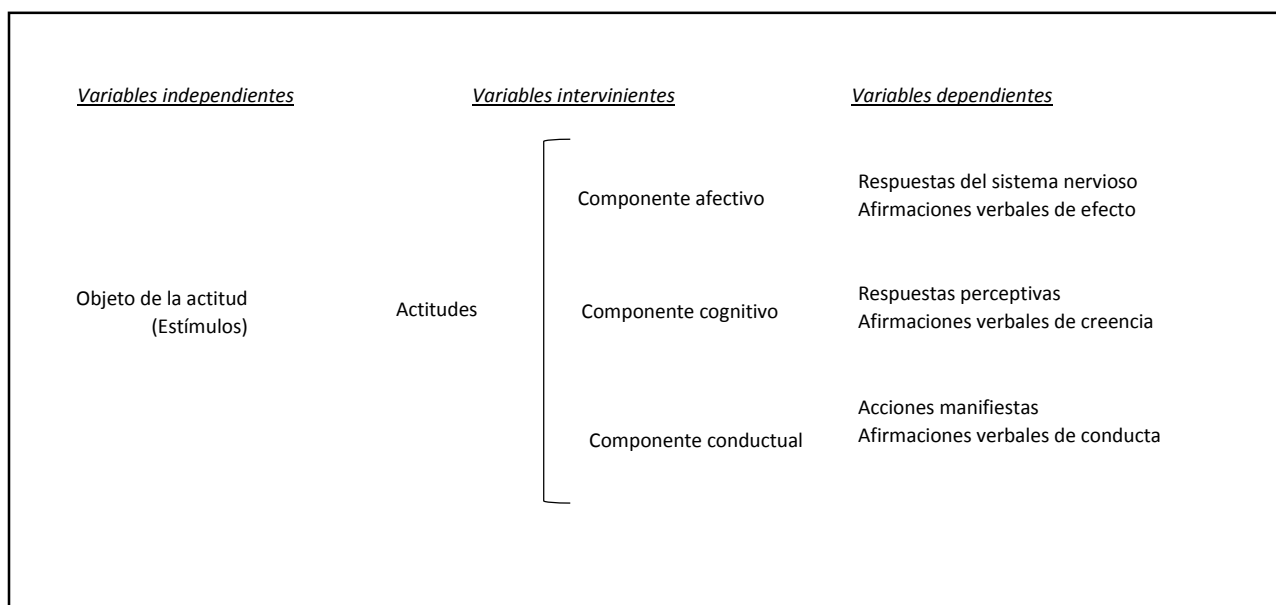 Variables independientes
Variables intervinientes
Variables dependientes
Componente afectivo
Respuestas del sistema nervioso
Afirmaciones verbales de efecto
Objeto de la actitud
(Estímulos)
Actitudes
Componente cognitivo
Respuestas perceptivas
Afirmaciones verbales de creencia
Componente conductual
Acciones manifiestas
Afirmaciones verbales de conducta